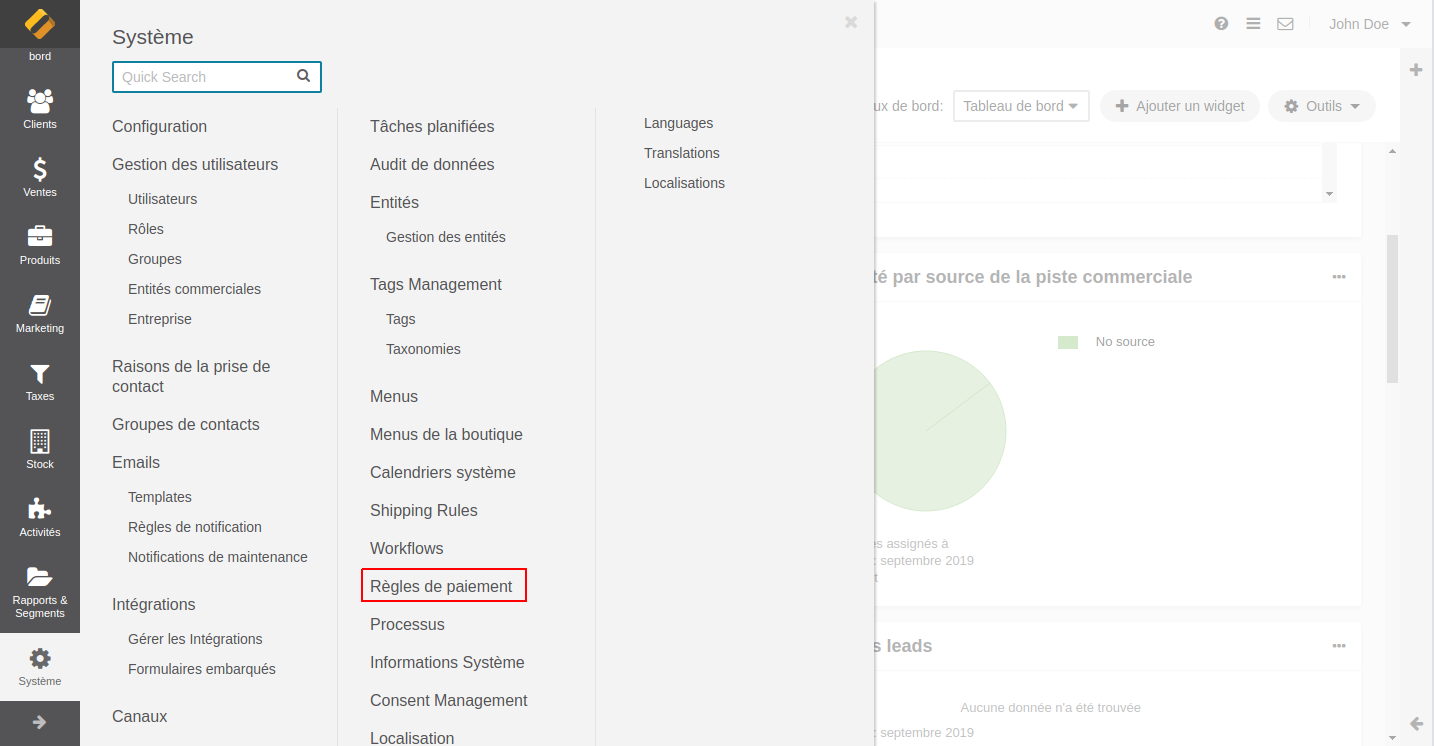 bord
Clients
Ventes
Produits
Marketing
Taxes
Stock
Activités
Rapports &
Segments
Système
Système
Quick Search
Configuration
Gestion des utilisateurs
Utilisateurs
Rôles
Groupes
Entités commerciales
Entreprise
Raisons de la prise de
contact
Groupes de contacts
Emails
Templates
Règles de notification
Notifications de maintenance
Intégrations
Gérer les Intégrations
Formulaires embarqués
Canaux
Tâches planifiées
Audit de données
Entités
Gestion des entités
Tags Management
Tags
Taxonomies
Menus
Menus de la boutique
Calendriers système
Shipping Rules
Workflows
Règles de paiement
Processus
Informations Système
Consent Management
Localisation
Languages
Translations
Localisations
John Doe
ux de bord: Tableau de bord Ajouter un widget Outils
té par source de la piste commerciale
No source
es assignés à
septembre 2019
t
s leads
Aucune donnée n'a été trouvée
septembre 2019